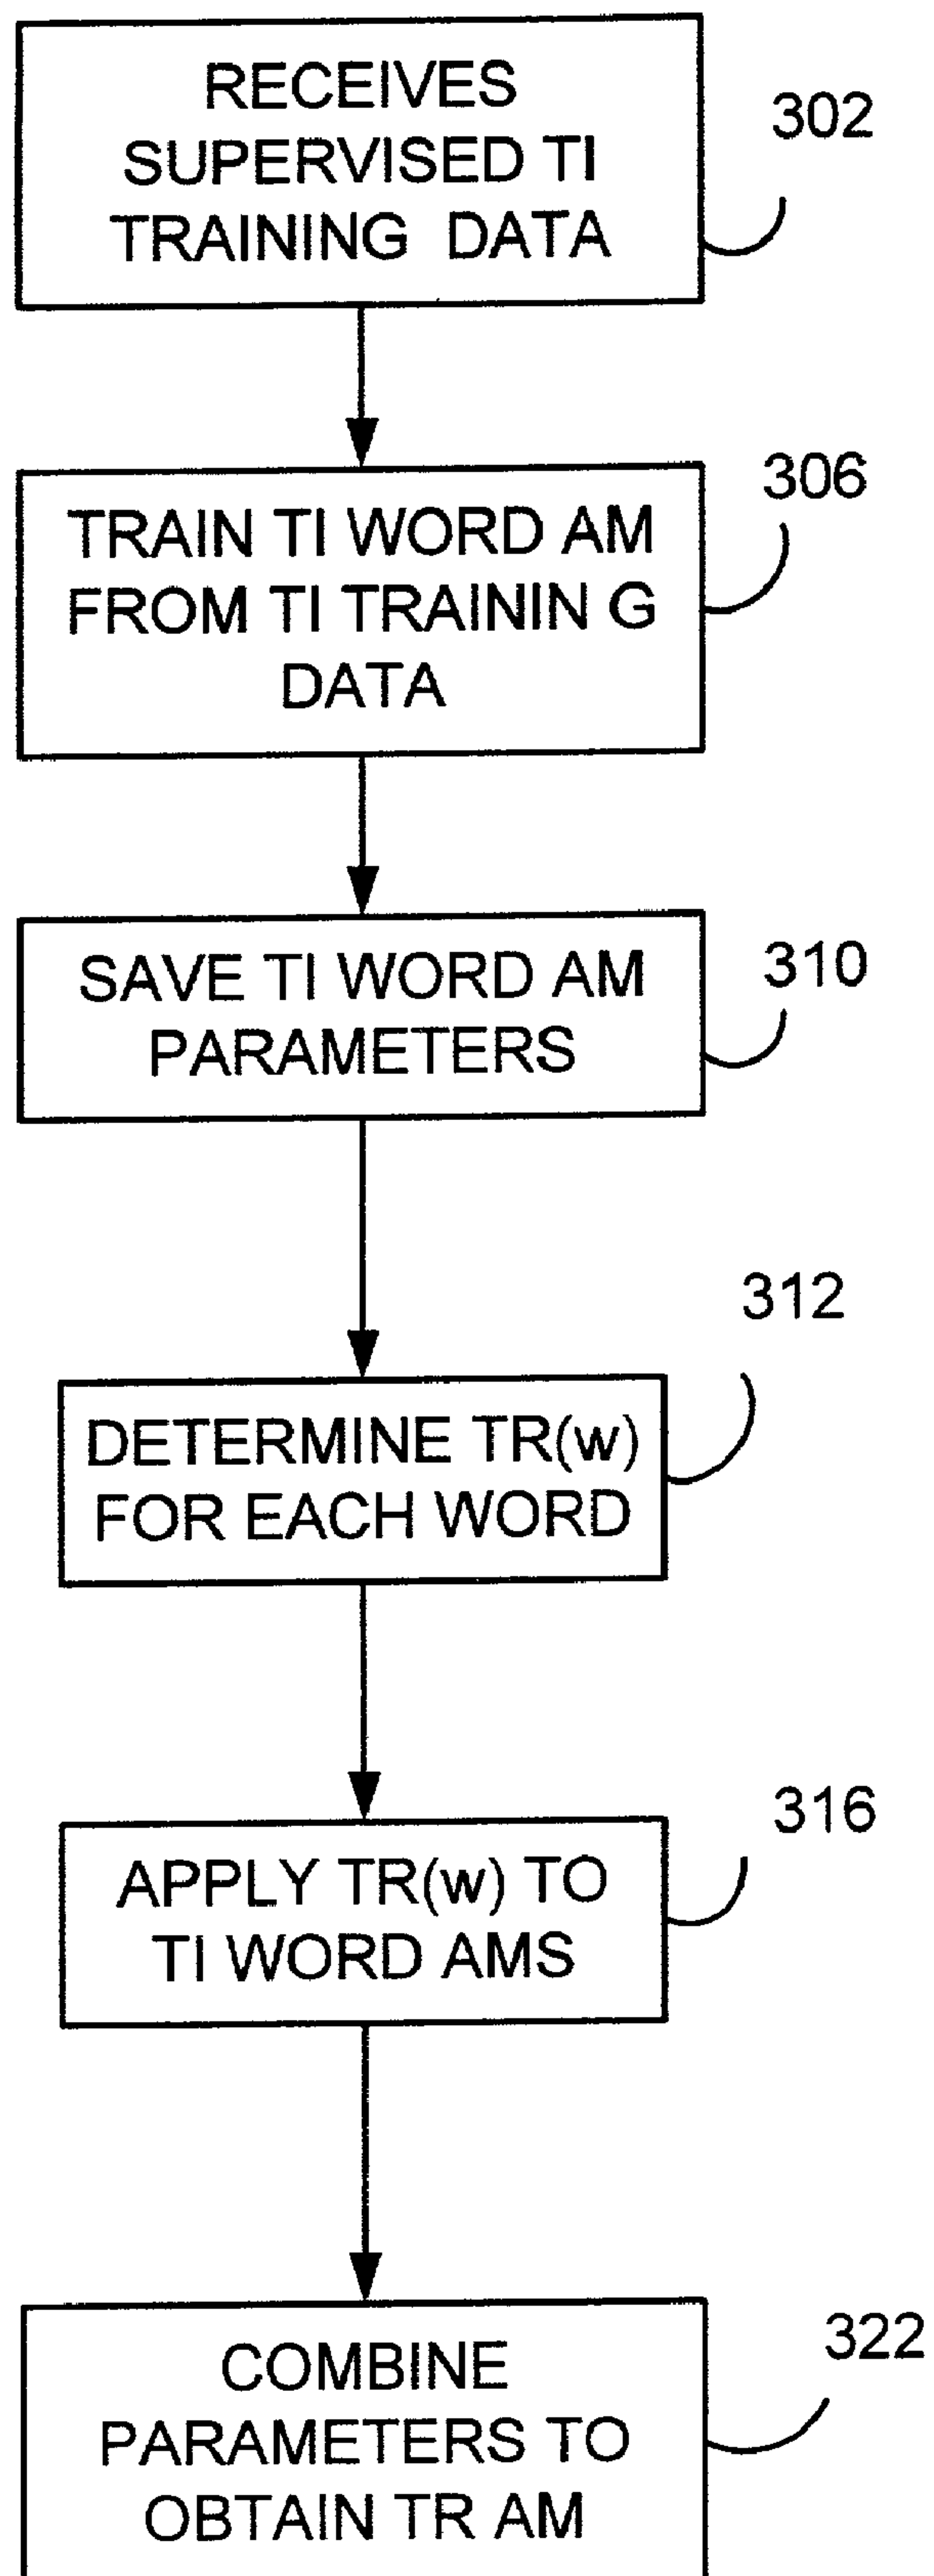 RECEIVES
SUPERVISED TI
TRAINING DATA
302
TRAIN TI WORD AM
FROM TI TRAININ G
DATA
306
SAVE TI WORD AM
PARAMETERS
310
DETERMINE TR(w)
FOR EACH WORD
312
APPLY TR(w) TO
TI WORD AMS
316
COMBINE
PARAMETERS TO
OBTAIN TR AM
322